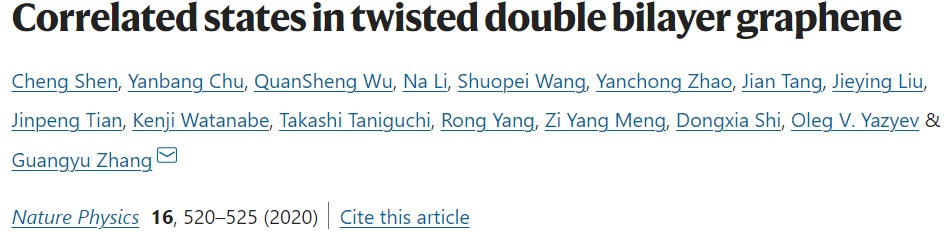 Correlated states in twisted double bilayer graphene
Cheng Shen, Yanbang Chu, QuanSheng Wu, Na Li, Shuopei Wang, Yanchong Zhao, Jian Tang, Jieying Liu,
Jinpeng Tian, Kenji Watanabe, Takashi Taniguchi, Rong Yang, Zi Yang Meng, Dongxia Shi, Oleg V. Yazyev &
Guangyu Zhang
Nature Physics 16, 520–525 (2020) Cite this article